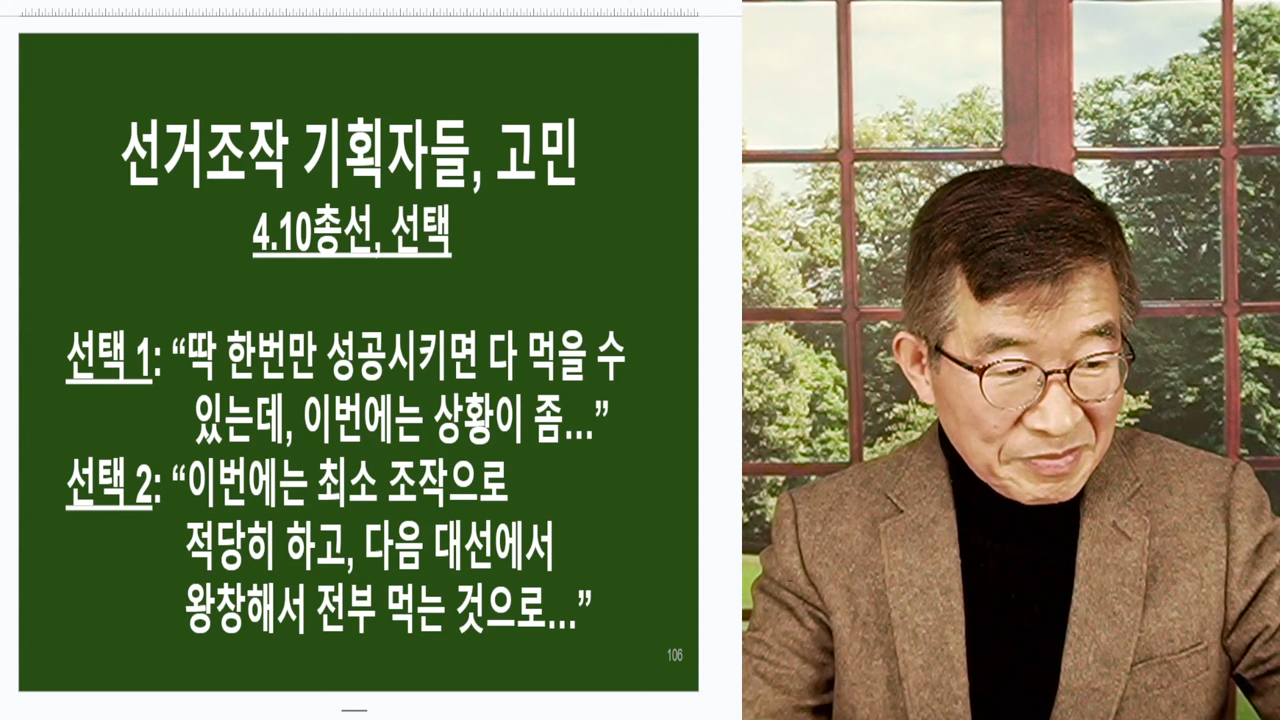 선거조작 기획자들, 고민
4.10총선, 선택
선택 1: “딱 한번만 성공시키면 다 먹을 수
있는데, 이번에는 상황이 좀...”
선택 2: “이번에는 최소 조작으로
적당히 하고, 다음 대선에서
왕창해서 전부 먹는 것으로...”
106